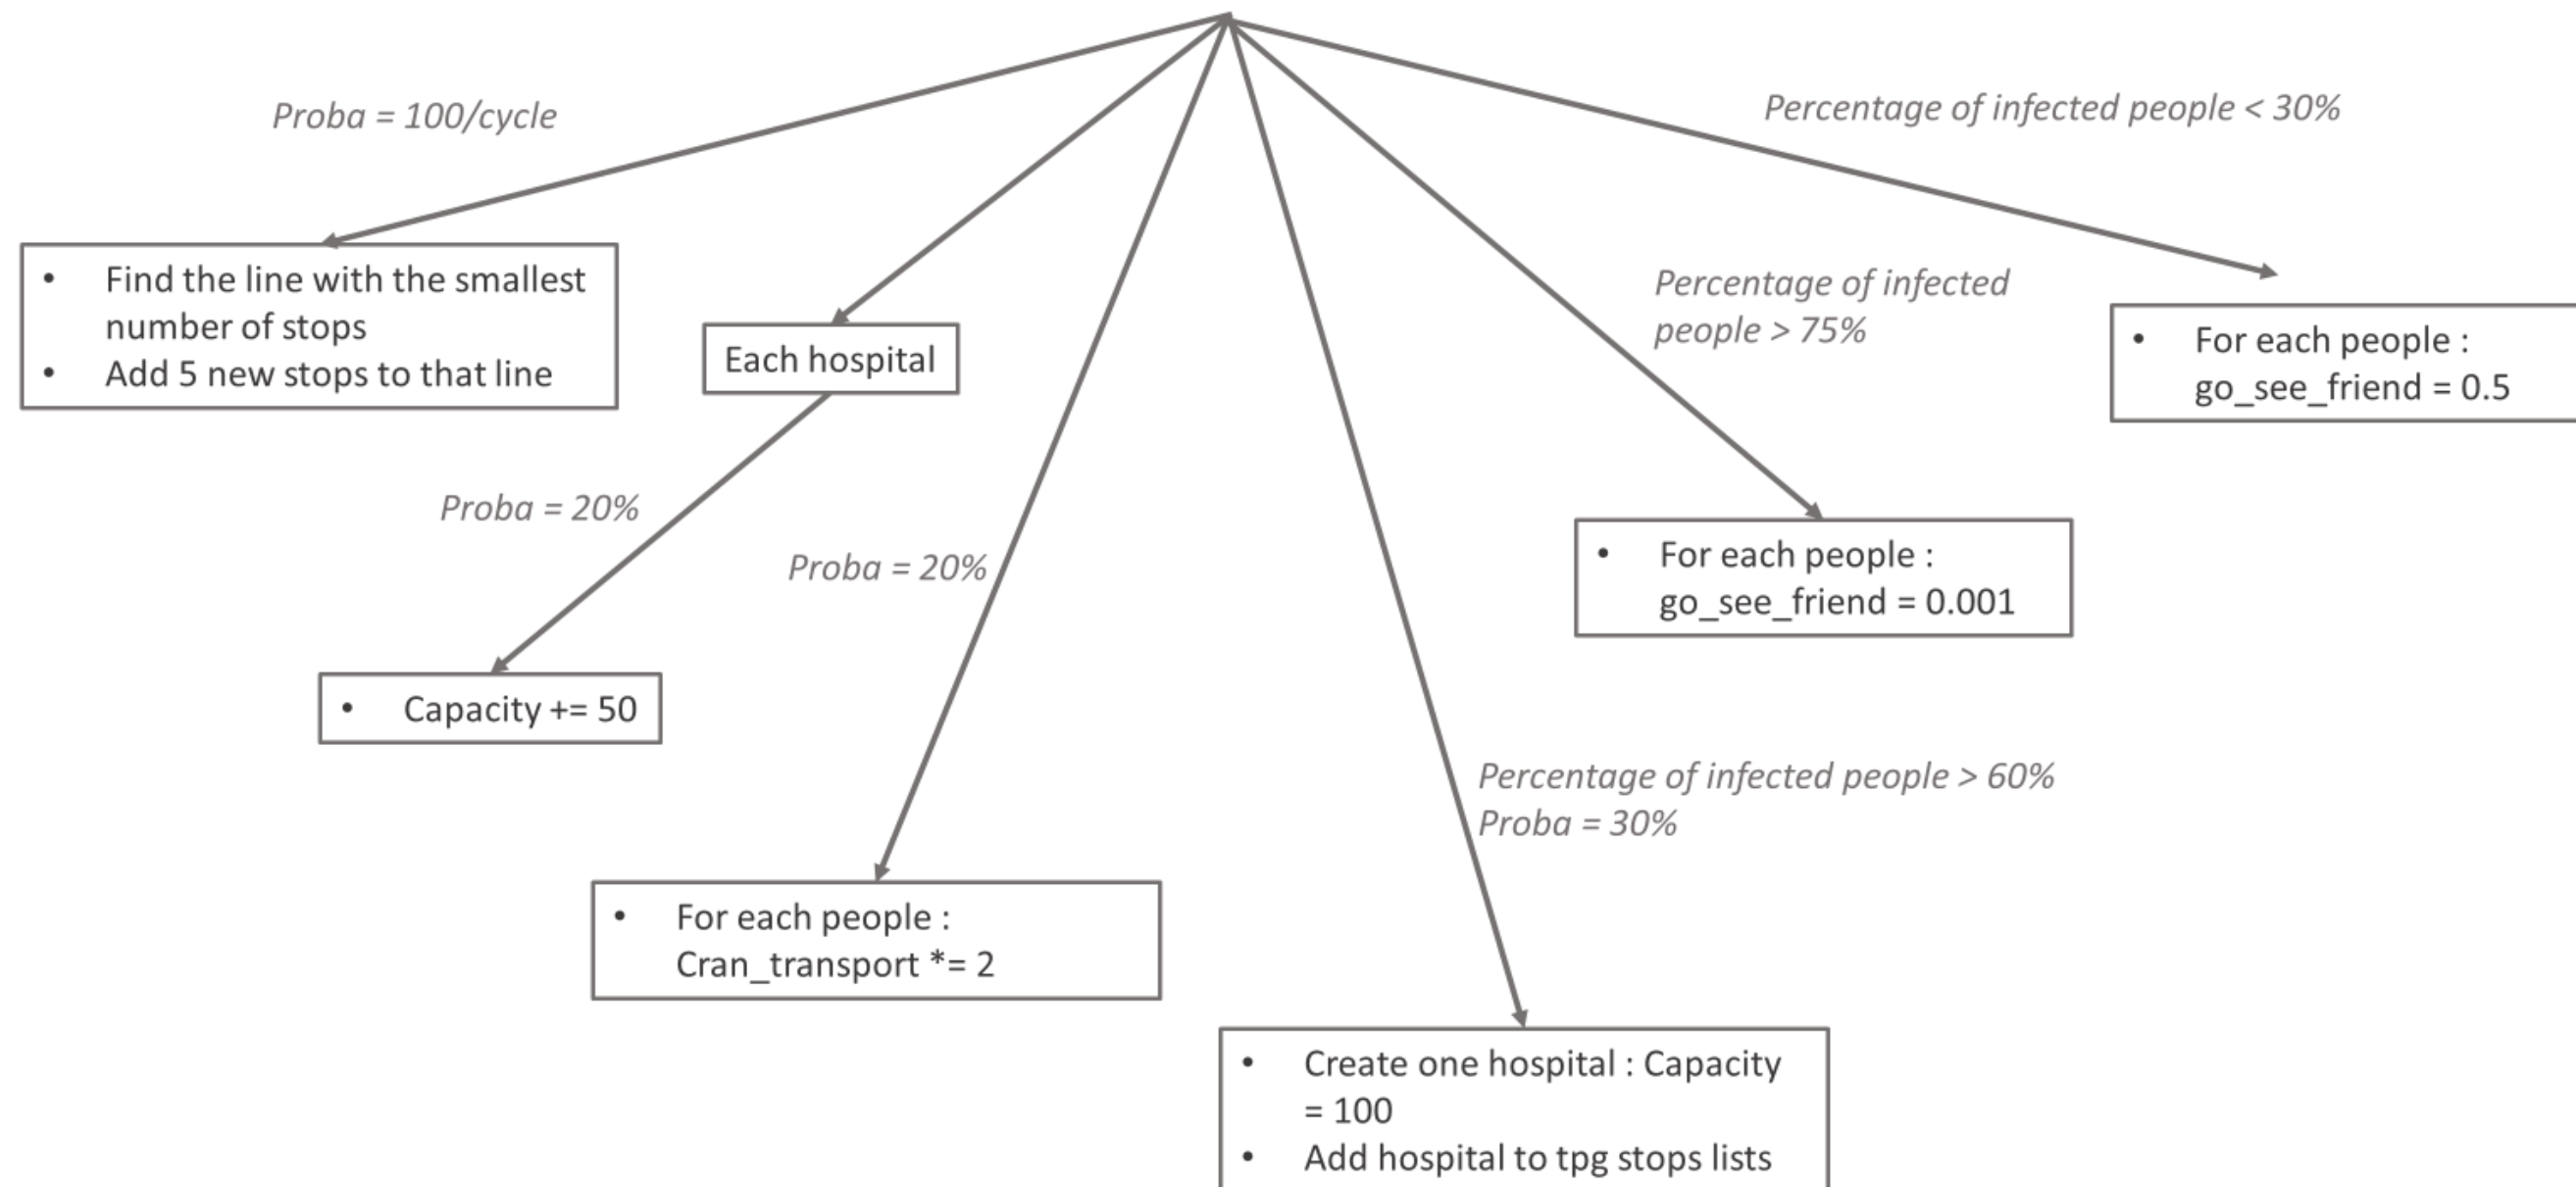 Proba = 100/cycle
Percentage of infected people < 30%
• Find the line with the smallest
number of stops
• Add 5 new stops to that line
Each hospital
Percentage of infected
people > 75%
• For each people :
go_see_friend = 0.5
Proba = 20%
Proba = 20%
• For each people :
go_see_friend = 0.001
• Capacity += 50
Percentage of infected people > 60%
Proba = 30%
• For each people :
Cran_transport *= 2
• Create one hospital : Capacity
= 100
• Add hospital to tpg stops lists